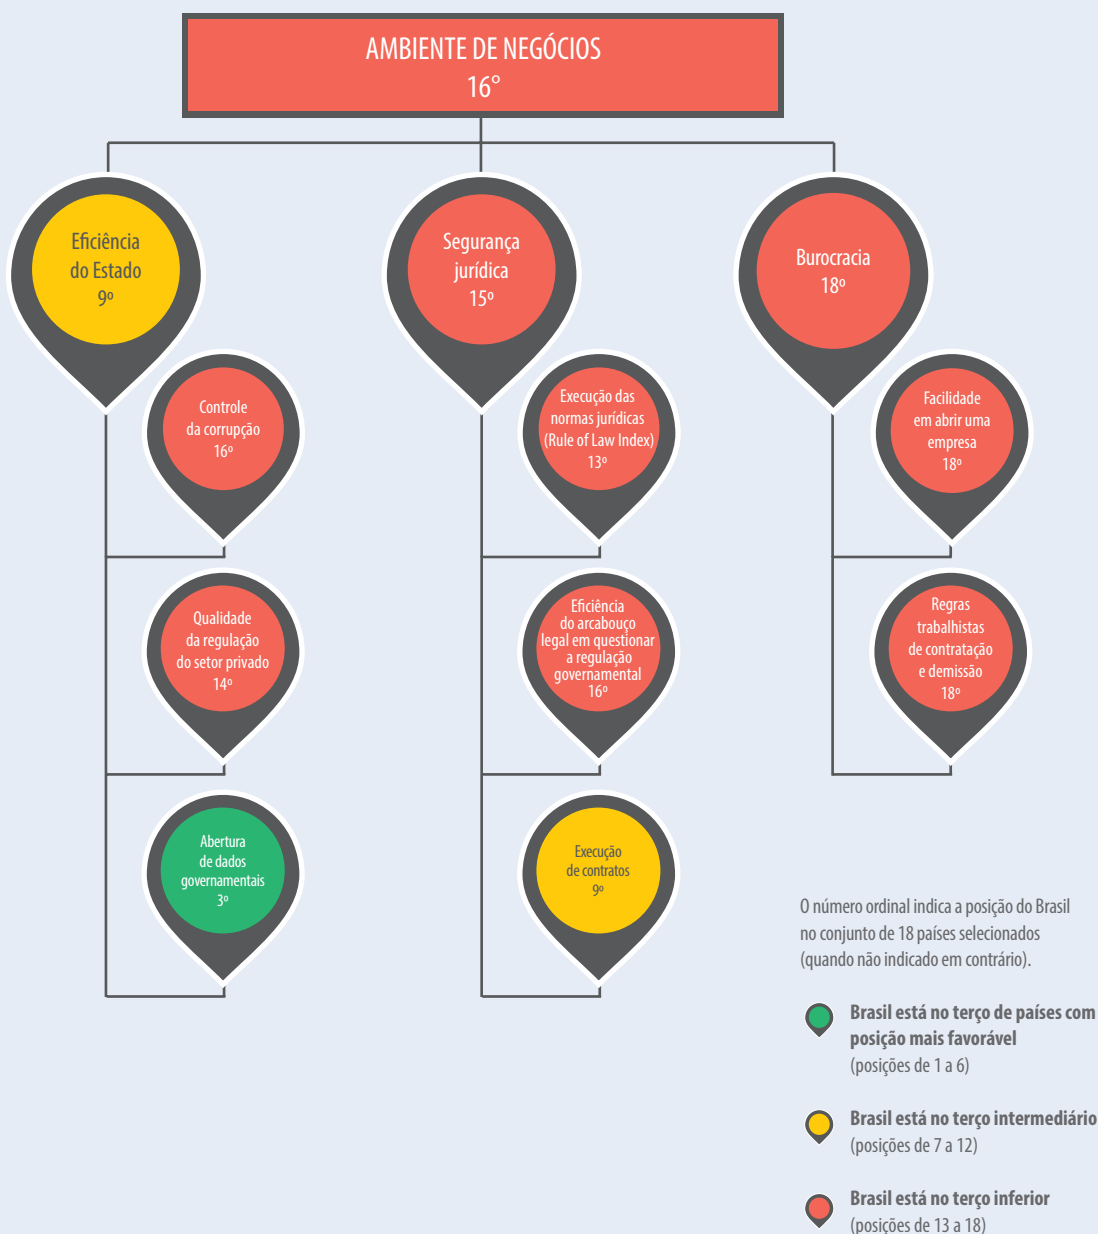 AMBIENTE DE NEGÓCIOS
16°
Eficiência
do Estado
9º
Controle
da corrupção
16º
Qualidade
da regulação
do setor privado
14º
Abertura
de dados
governamentais
3º
Segurança
jurídica
15º
Execução das
normas jurídicas
(Rule of Law Index)
13º
Eficiência
do arcabouço
legal em questionar
a regulação
governamental
16º
Execução
de contratos
9º
Burocracia
18º
Facilidade
em abrir uma
empresa
18º
Regras
trabalhistas
de contratação
e demissão
18º
O número ordinal indica a posição do Brasil
no conjunto de 18 países selecionados
(quando não indicado em contrário).
Brasil está no terço de países com
posição mais favorável
(posições de 1 a 6)
Brasil está no terço intermediário
(posições de 7 a 12)
Brasil está no terço inferior
(posições de 13 a 18)